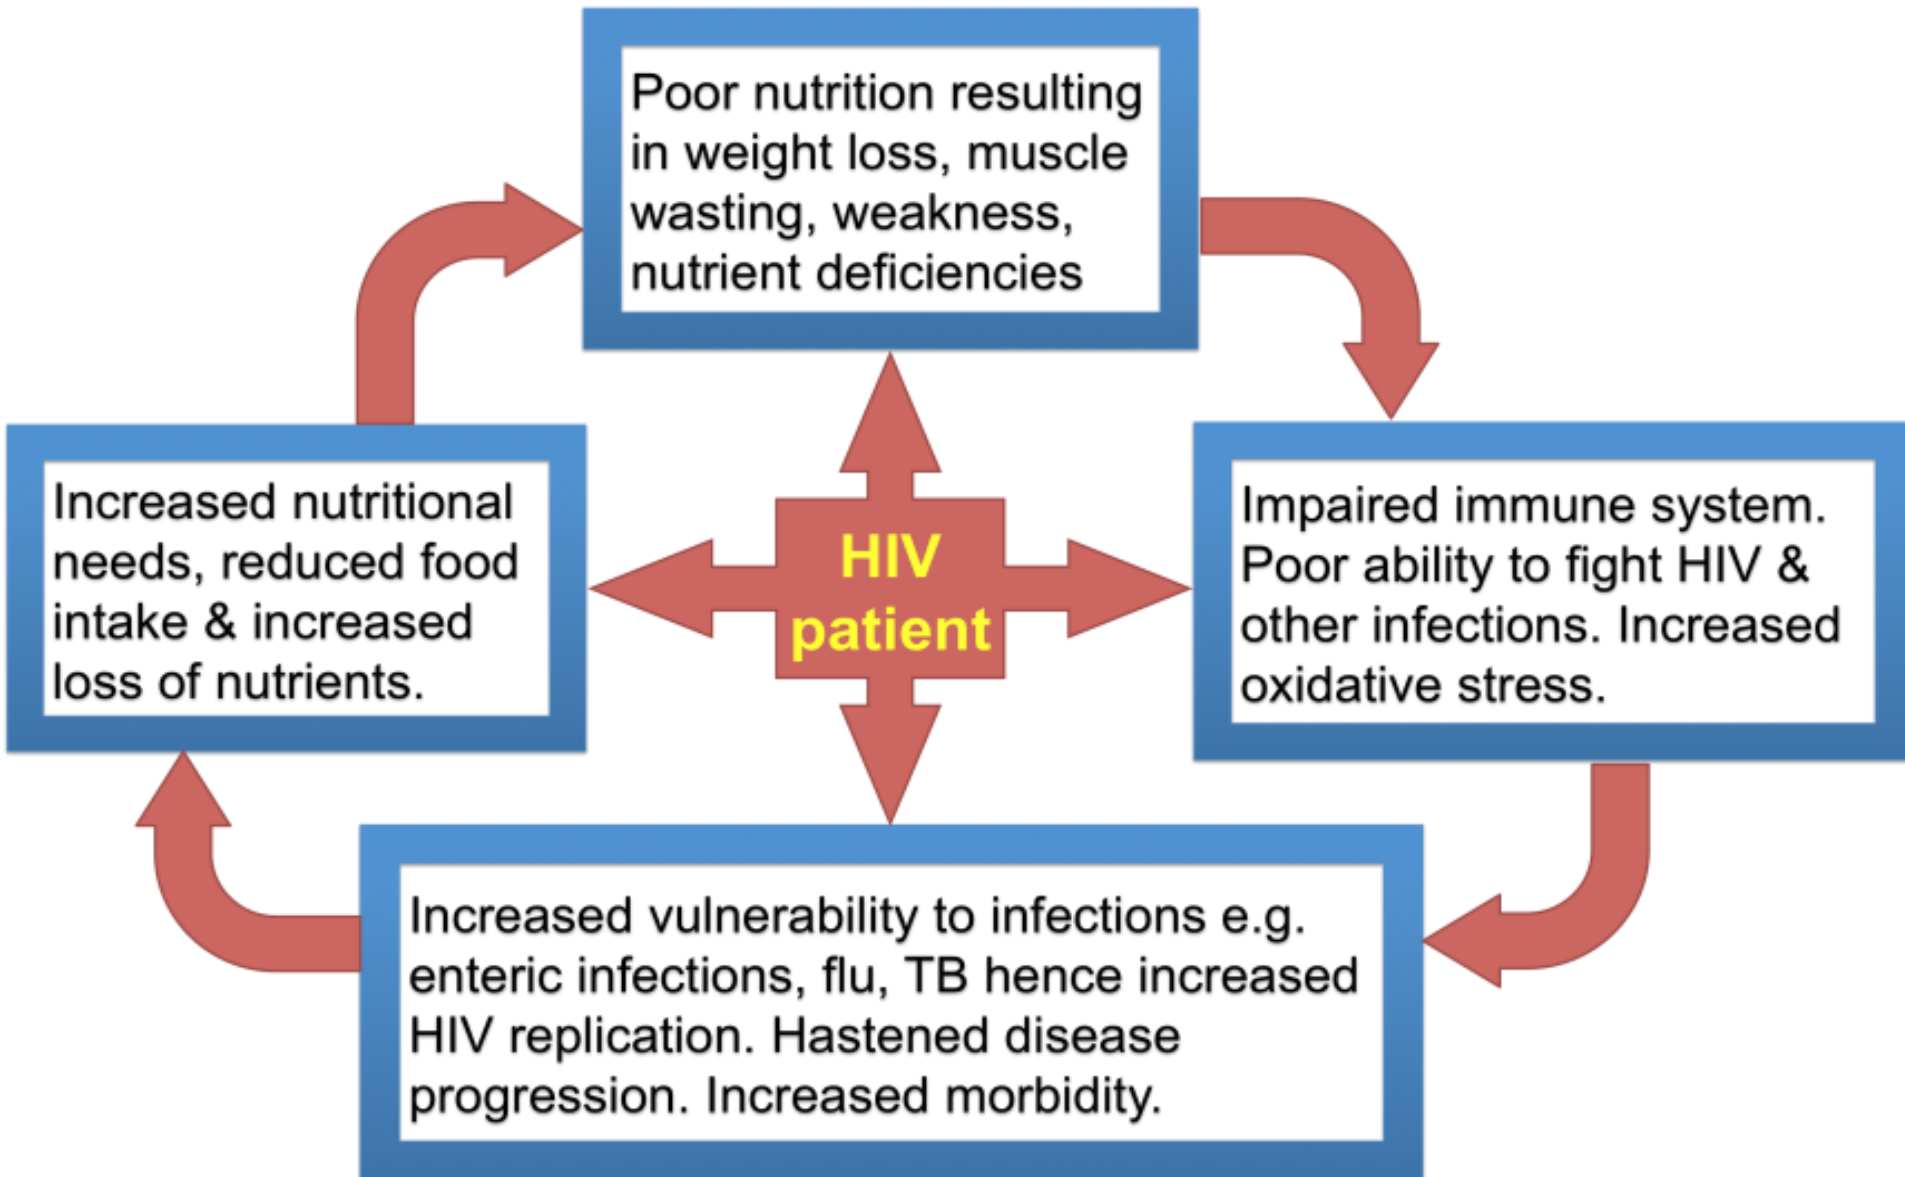 Poor nutrition resulting
in weight loss, muscle
wasting, weakness,
nutrient deficiencies
Increased nutritional
needs, reduced food
intake & increased
loss of nutrients.
HIV
patient
Impaired immune system.
Poor ability to fight HIV &
other infections. Increased
oxidative stress.
Increased vulnerability to infections e.g.
enteric infections, flu, TB hence increased
HIV replication. Hastened disease
progression. Increased morbidity.